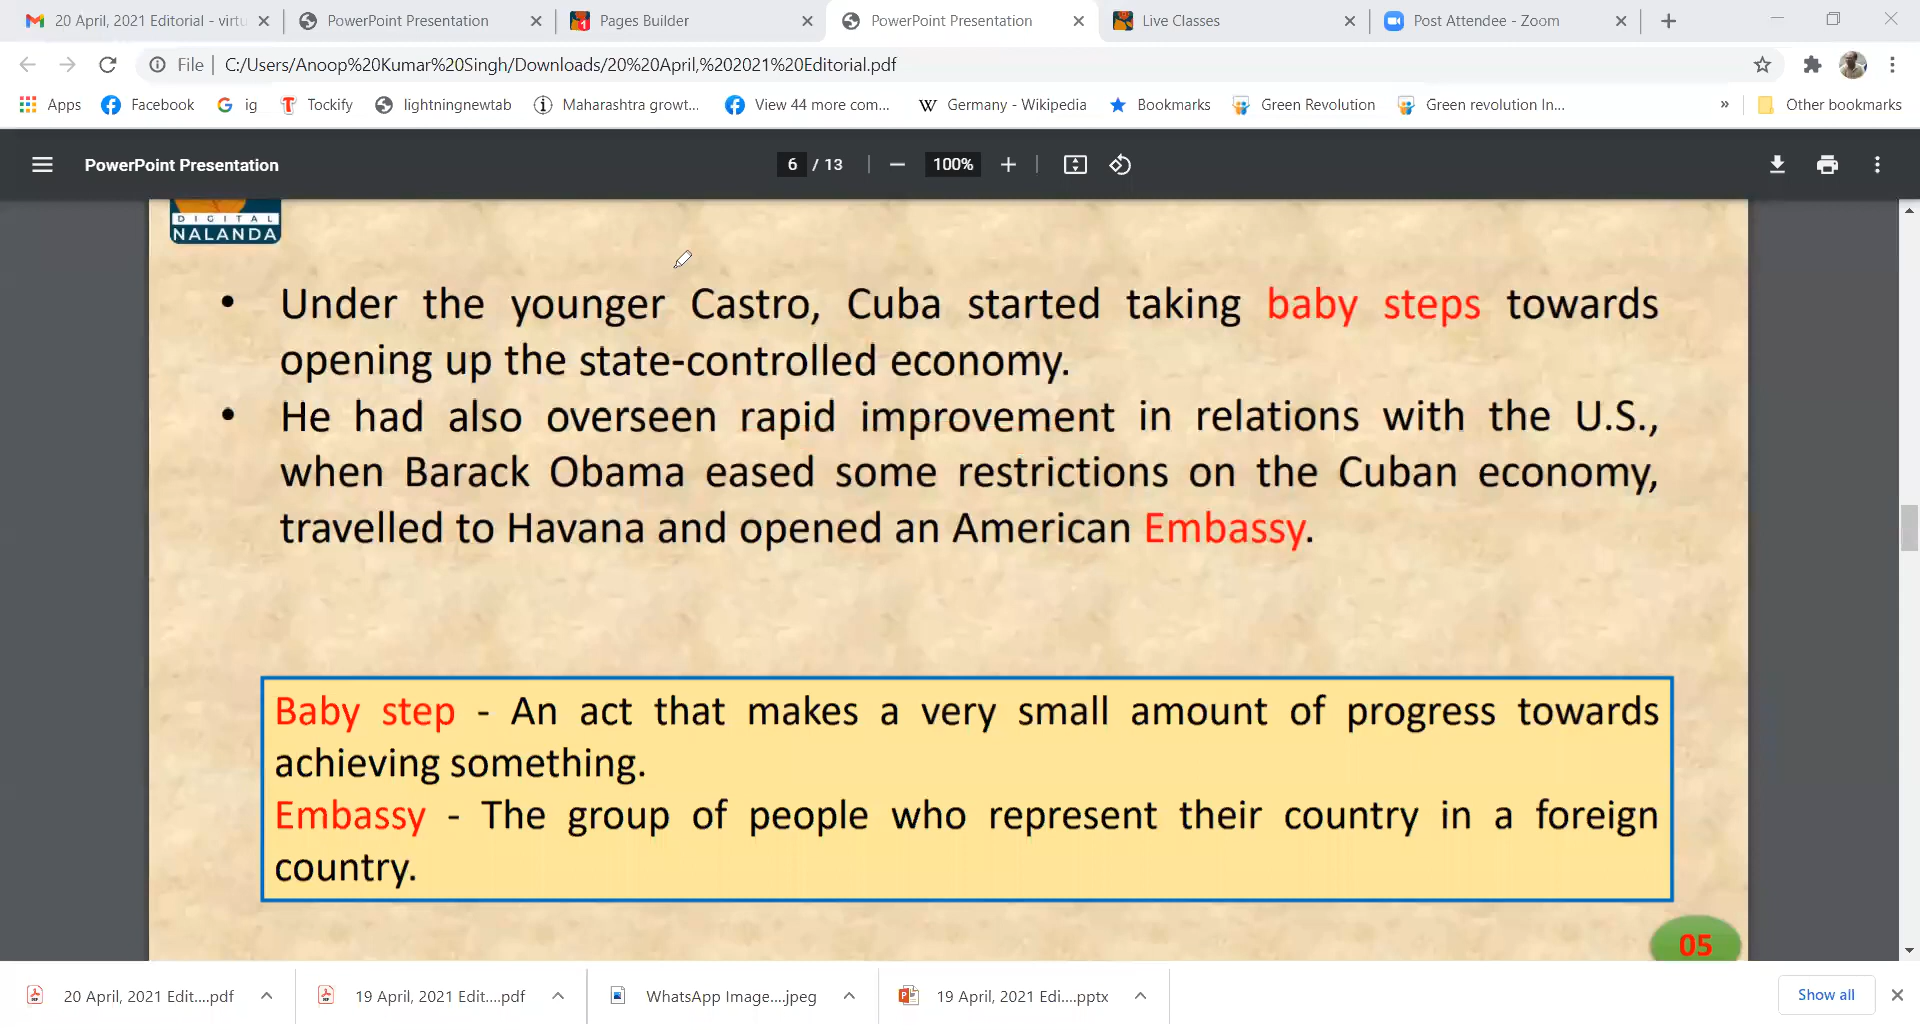 20 April, 2021 Editorial - virtu
PowerPoint Presentation
Pages Builder
PowerPoint Presentation
Live Classes
Post Attendee - Zoom
File | C:/Users/Anoop%20Kumar%20Singh/Downloads/20%20April,%202021%20Editorial.pdf
Apps Facebook ig Tockify lightningnewtab Maharashtra growt... View 44 more com... Germany - Wikipedia Bookmarks Green Revolution Green revolution In... » Other bookmarks
PowerPoint Presentation 6 / 13 100%
DIGITAL
NALANDA
• Under the younger Castro, Cuba started taking baby steps towards
opening up the state-controlled economy.
• He had also overseen rapid improvement in relations with the U.S.,
when Barack Obama eased some restrictions on the Cuban economy,
travelled to Havana and opened an American Embassy.
Baby step - An act that makes a very small amount of progress towards
achieving something.
Embassy - The group of people who represent their country in a foreign
country.
05
20 April, 2021 Edit....pdf
19 April, 2021 Edit....pdf
WhatsApp Image....jpeg
19 April, 2021 Edi....pptx
Show all